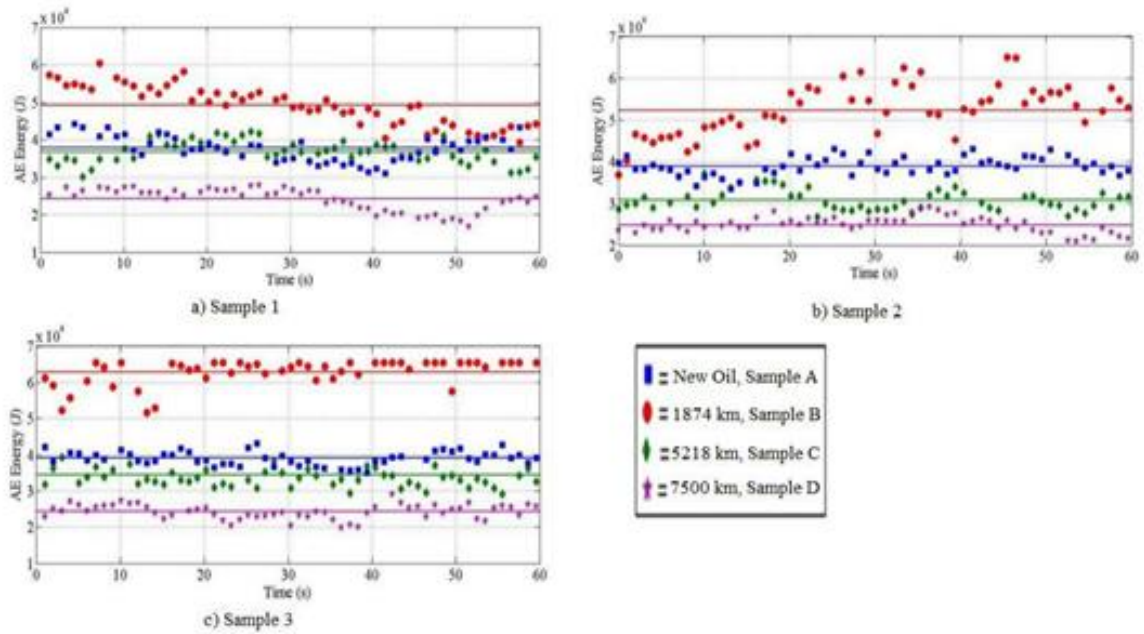 x 10⁴
7
6
5
4
3
2
1
AE Energy (J)
0 10 20 30 40 50 60
Time (s)
a) Sample 1
x 10⁴
7
6
5
4
3
2
AE Energy (J)
0 10 20 30 40 50 60
Time (s)
b) Sample 2
x 10⁴
7
6
5
4
3
2
1
AE Energy (J)
0 10 20 30 40 50 60
Time (s)
c) Sample 3
= New Oil, Sample A
= 1874 km, Sample B
= 5218 km, Sample C
= 7500 km, Sample D